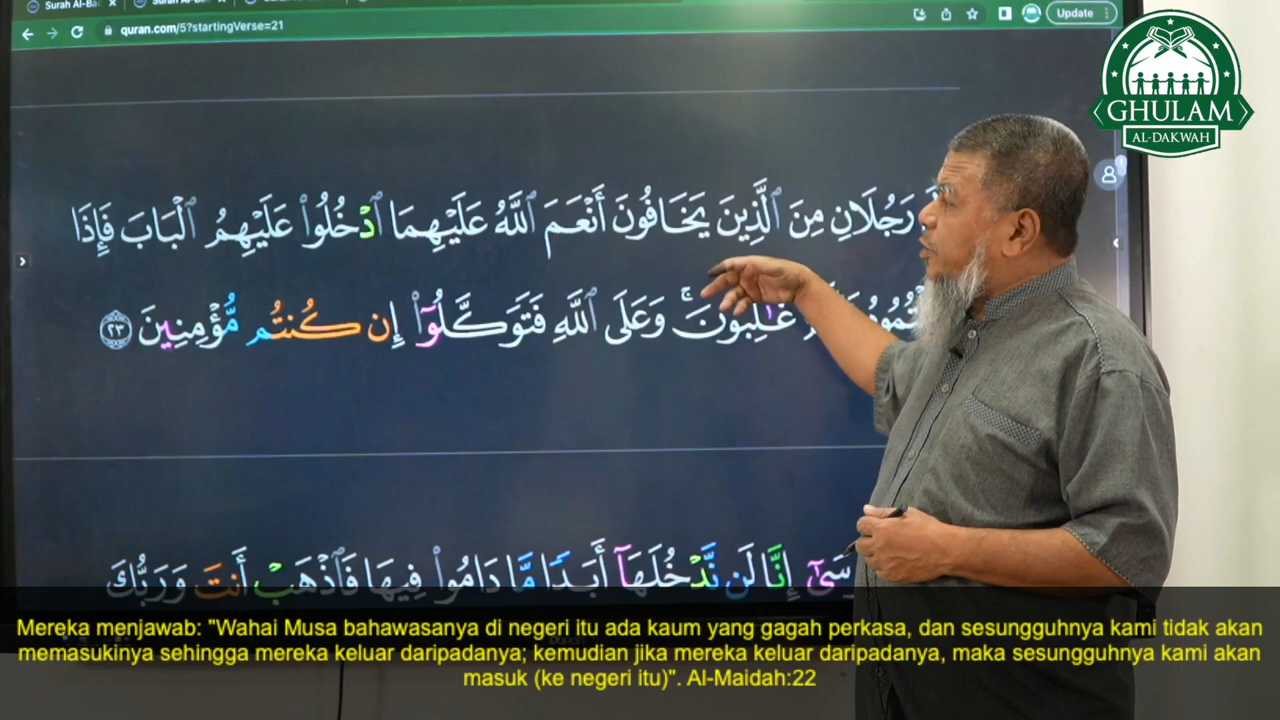 Surah Al-Ba
quran.com/5?startingVerse=21
Update
GHULAM
AL-DAKWAH
رَجُلَانِ مِنَ ٱلَّذِينَ يَخَافُونَ أَنْعَمَ ٱللَّهُ عَلَيْهِمَا ٱدْخُلُوا۟ عَلَيْهِمُ ٱلْبَابَ فَإِذَا
غَـٰلِبُونَ ۚ وَعَلَى ٱللَّهِ فَتَوَكَّلُوٓا۟ إِن كُنتُم مُّؤْمِنِينَ ٢٣
إِنَّا لَن نَّدْخُلَهَآ أَبَدًۭا مَّا دَامُوا۟ فِيهَا فَٱذْهَبْ أَنتَ وَرَبُّكَ
Mereka menjawab: "Wahai Musa bahawasanya di negeri itu ada kaum yang gagah perkasa, dan sesungguhnya kami tidak akan
memasukinya sehingga mereka keluar daripadanya; kemudian jika mereka keluar daripadanya, maka sesungguhnya kami akan
masuk (ke negeri itu)". Al-Maidah:22